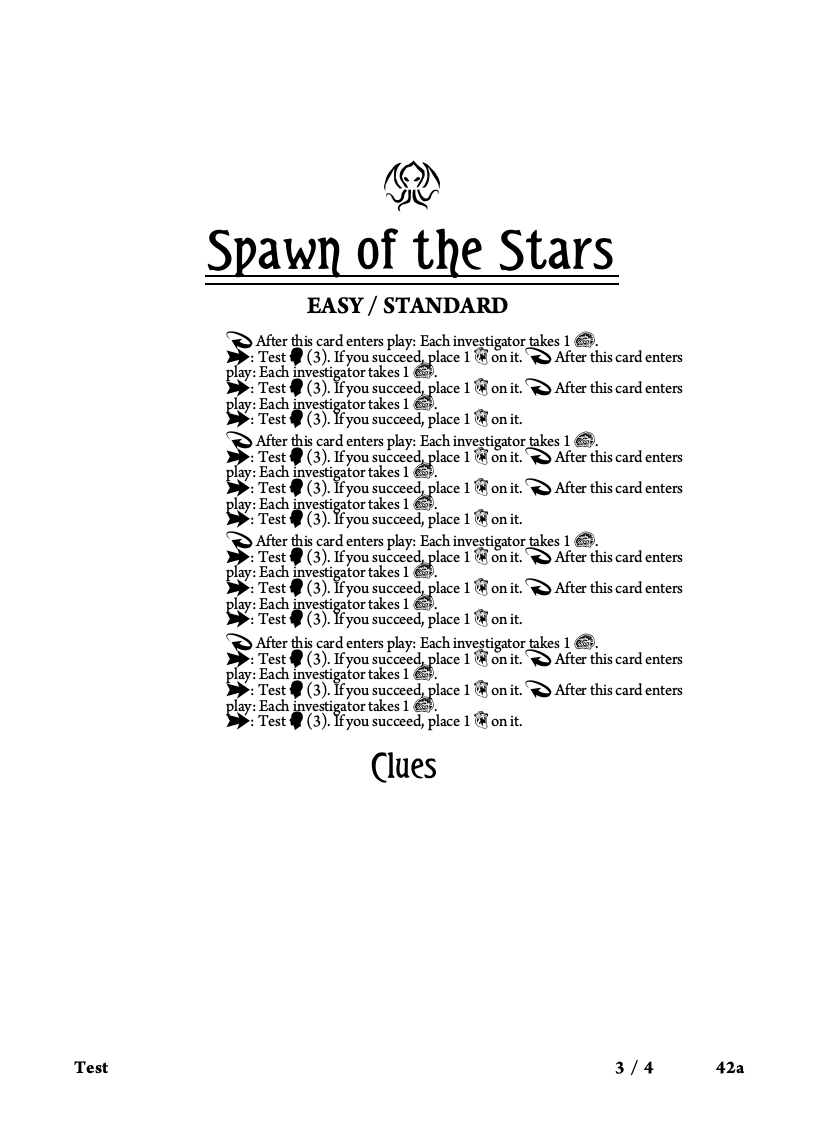 Spawn of the Stars
EASY / STANDARD
After this card enters play: Each investigator takes 1 .
: Test (3). If you succeed, place 1 on it. After this card enters
play: Each investigator takes 1 .
: Test (3). If you succeed, place 1 on it. After this card enters
play: Each investigator takes 1 .
: Test (3). If you succeed, place 1 on it.
After this card enters play: Each investigator takes 1 .
: Test (3). If you succeed, place 1 on it. After this card enters
play: Each investigator takes 1 .
: Test (3). If you succeed, place 1 on it. After this card enters
play: Each investigator takes 1 .
: Test (3). If you succeed, place 1 on it.
After this card enters play: Each investigator takes 1 .
: Test (3). If you succeed, place 1 on it. After this card enters
play: Each investigator takes 1 .
: Test (3). If you succeed, place 1 on it. After this card enters
play: Each investigator takes 1 .
: Test (3). If you succeed, place 1 on it.
After this card enters play: Each investigator takes 1 .
: Test (3). If you succeed, place 1 on it. After this card enters
play: Each investigator takes 1 .
: Test (3). If you succeed, place 1 on it. After this card enters
play: Each investigator takes 1 .
: Test (3). If you succeed, place 1 on it.
Clues
Test 3 / 4 42a